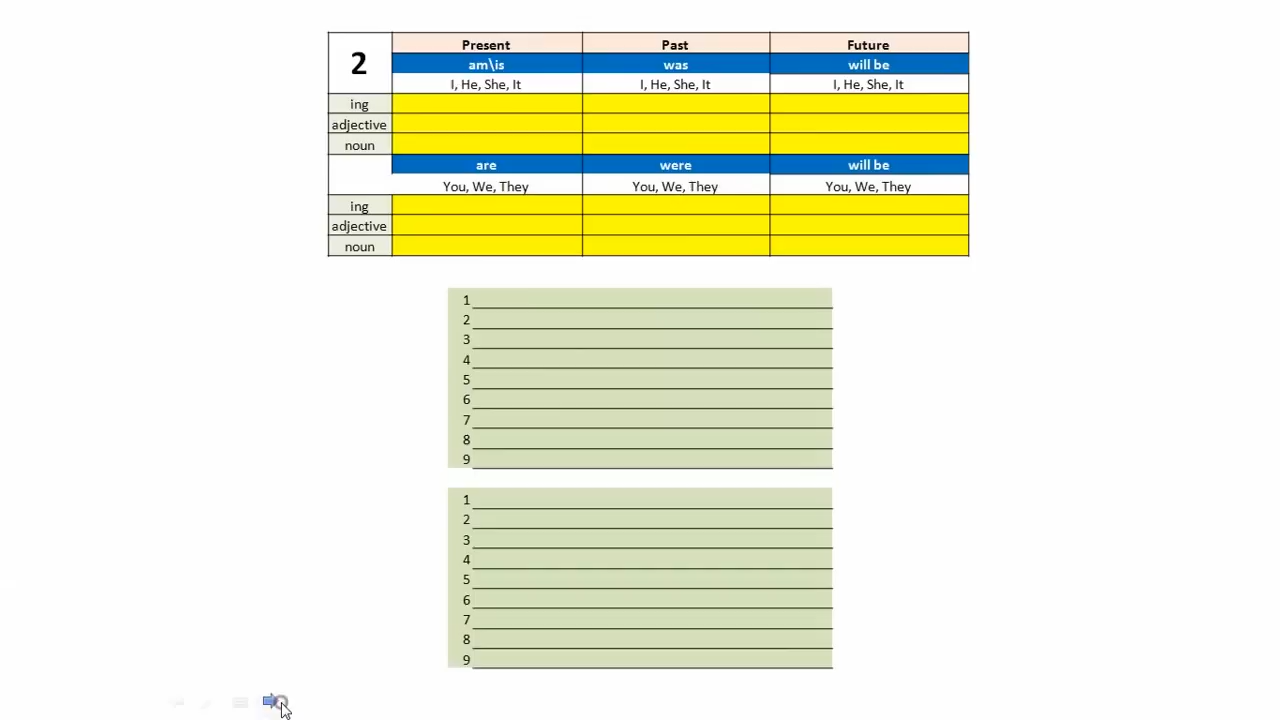 2
Present Past Future
am\is was will be
I, He, She, It I, He, She, It I, He, She, It
ing
adjective
noun
are were will be
You, We, They You, We, They You, We, They
ing
adjective
noun
1
2
3
4
5
6
7
8
9
1
2
3
4
5
6
7
8
9